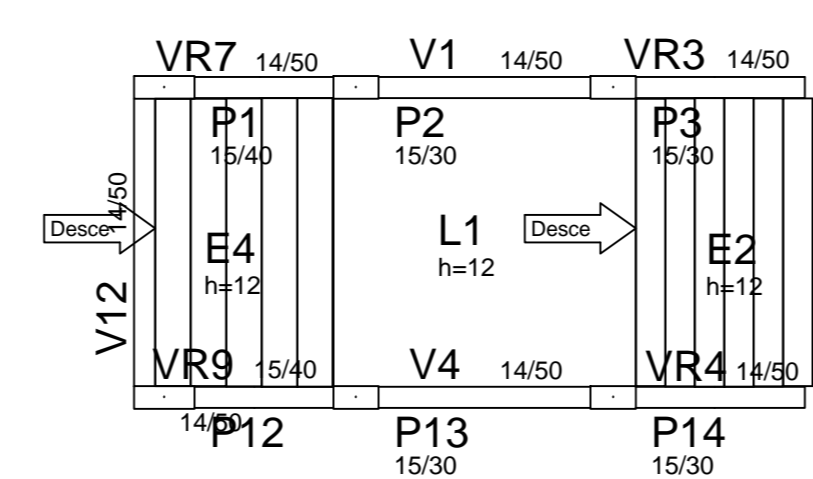 VR7 14/50 V1 14/50 VR3 14/50
P1 P2 P3
15/40 15/30 15/30
14/50
Desce L1 Desce
E4 E2
h=12 h=12 h=12
V12
VR9 15/40 V4 14/50 VR4 14/50
14/50
P12 P13 P14
15/30 15/30